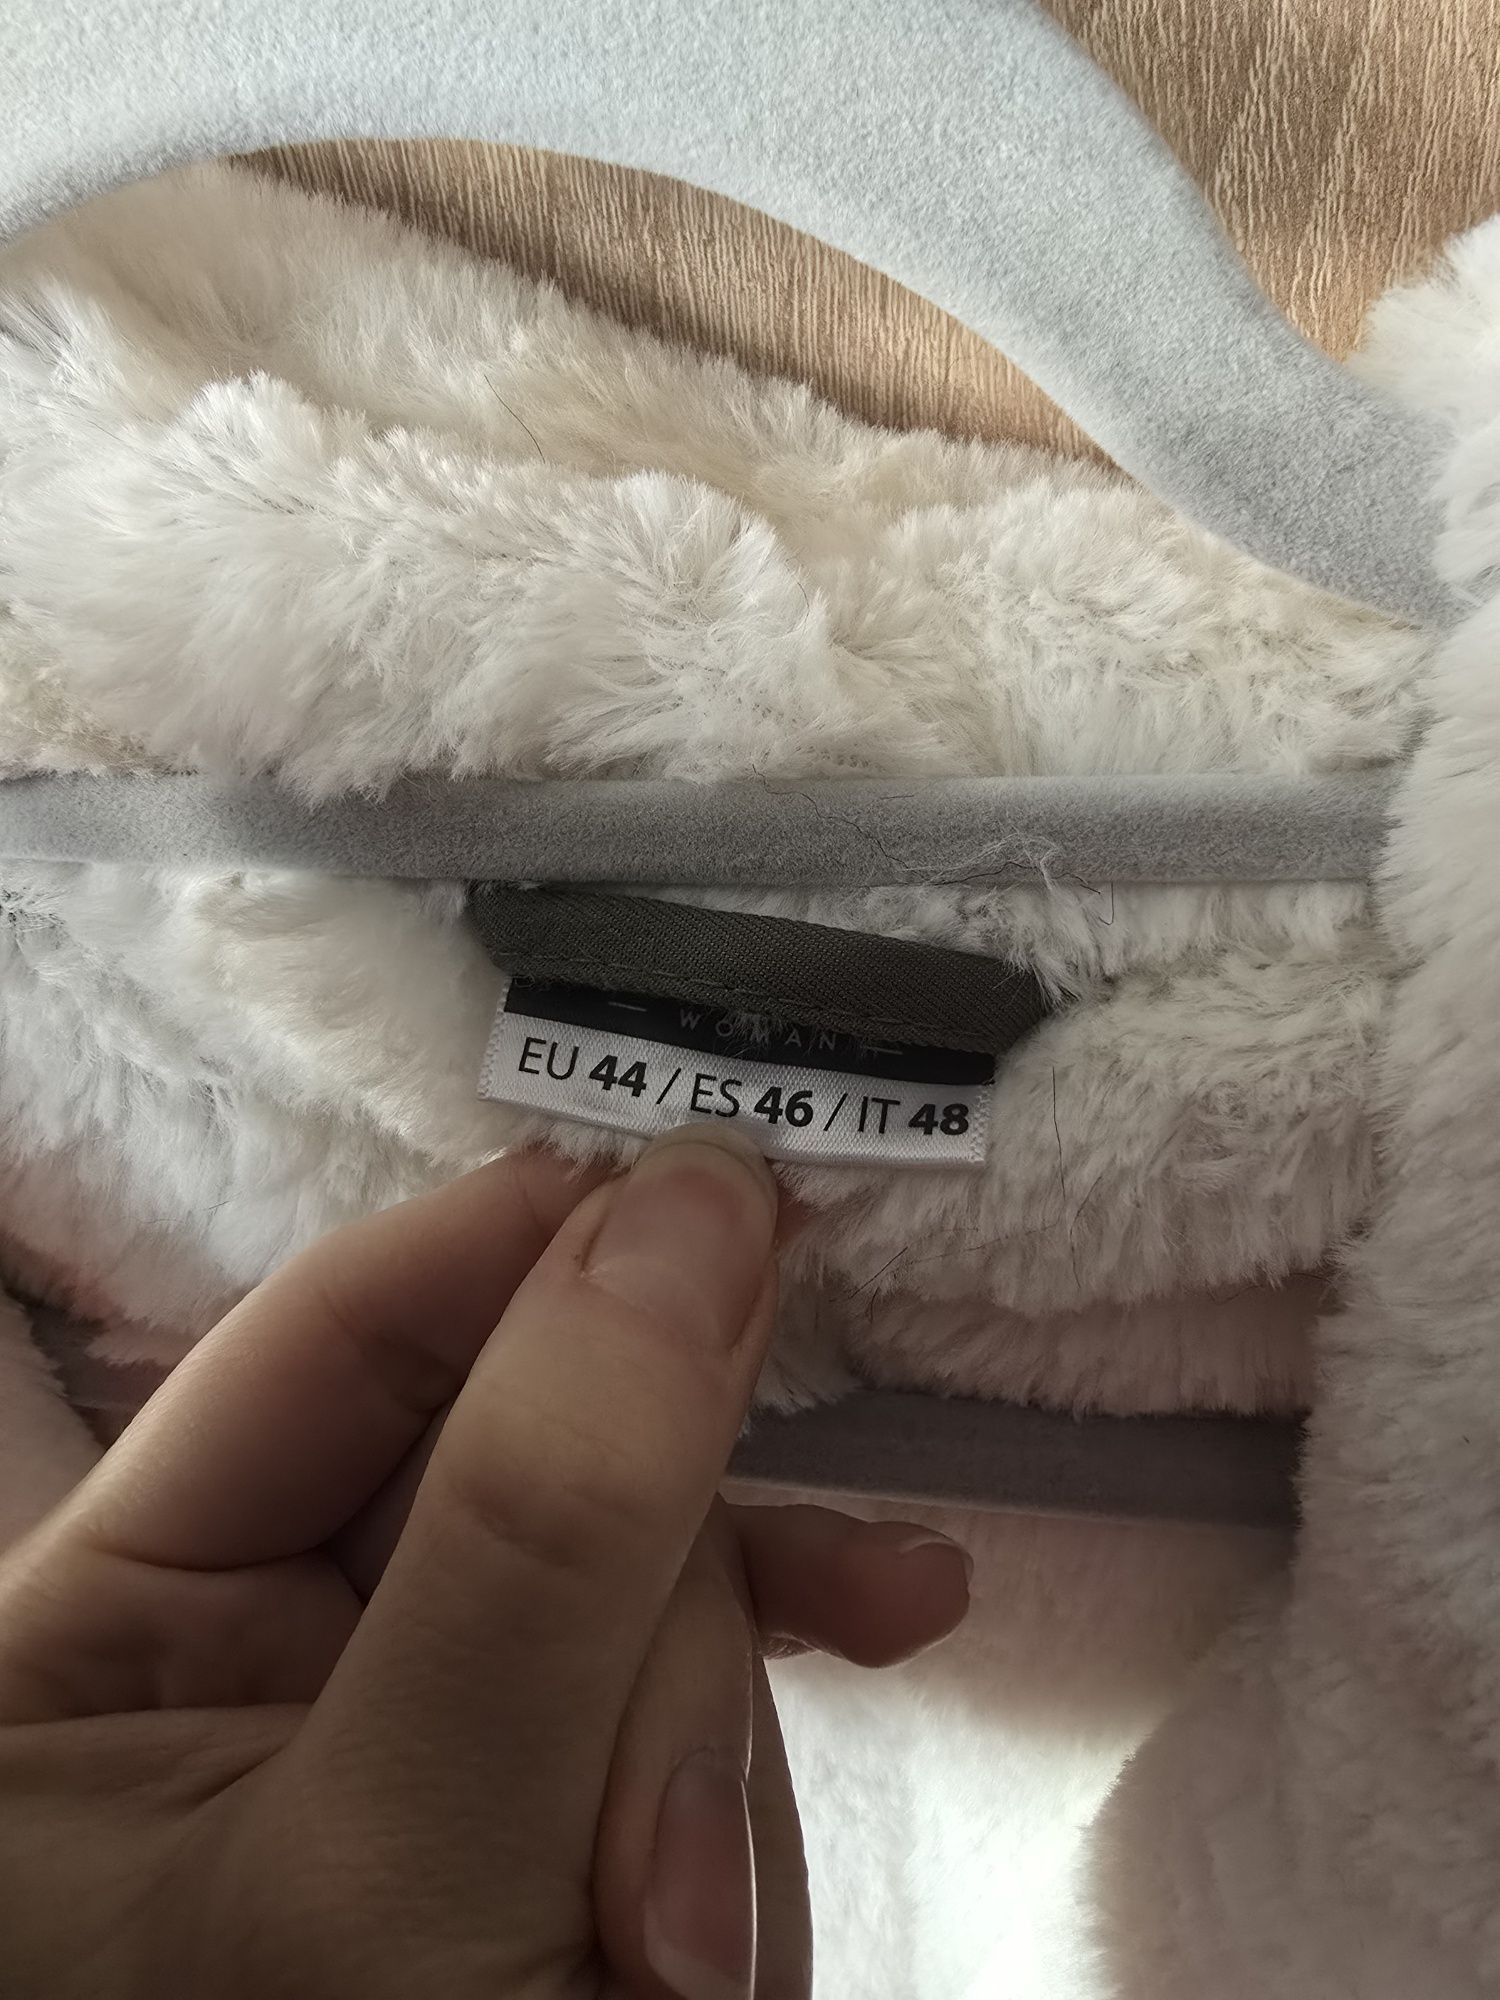 — WOMAN —
EU 44 / ES 46 / IT 48